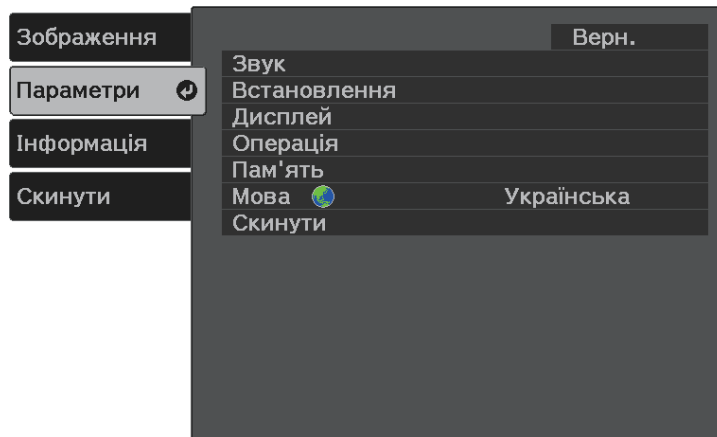 Зображення
Параметри
Інформація
Скинути
Верн.
Звук
Встановлення
Дисплей
Операція
Пам'ять
Мова Українська
Скинути